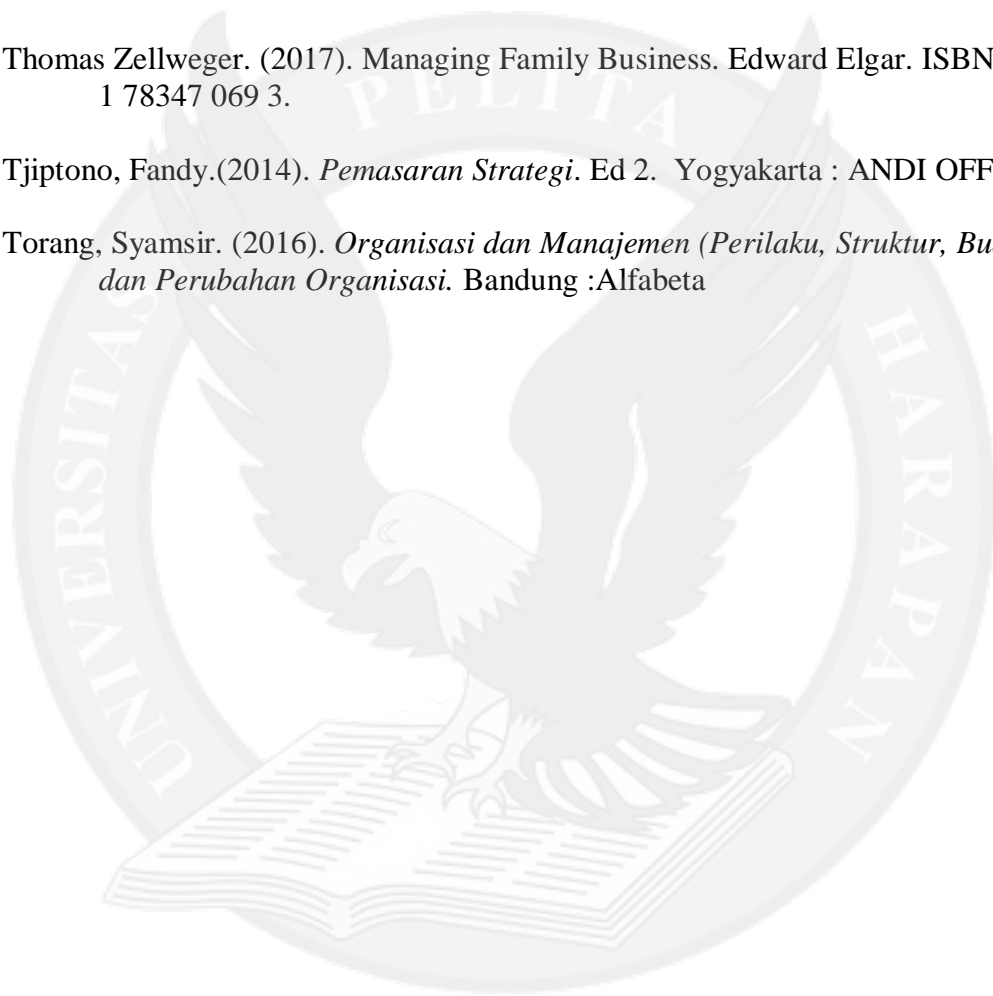 Thomas Zellweger. (2017). Managing Family Business. Edward Elgar. ISBN
1 78347 069 3.
Tjiptono, Fandy.(2014). Pemasaran Strategi. Ed 2. Yogyakarta : ANDI OFF
Torang, Syamsir. (2016). Organisasi dan Manajemen (Perilaku, Struktur, Bu
dan Perubahan Organisasi. Bandung :Alfabeta
UNIVERSITAS PELITA HARAPAN